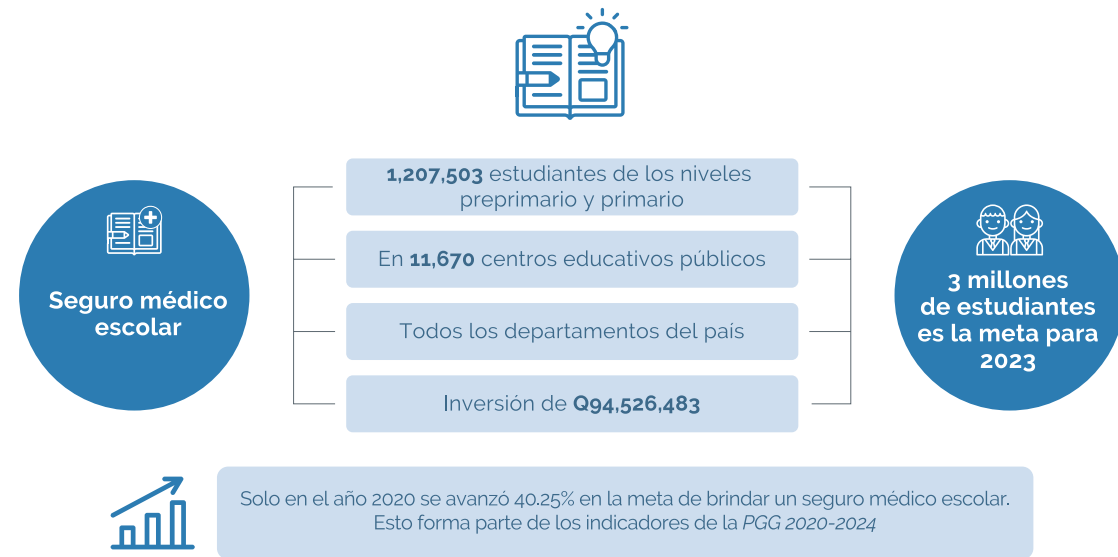 Seguro médico
escolar
1,207,503 estudiantes de los niveles
preprimario y primario
En 11,670 centros educativos públicos
Todos los departamentos del país
Inversión de Q94,526,483
3 millones
de estudiantes
es la meta para
2023
Solo en el año 2020 se avanzó 40.25% en la meta de brindar un seguro médico escolar.
Esto forma parte de los indicadores de la PGG 2020-2024